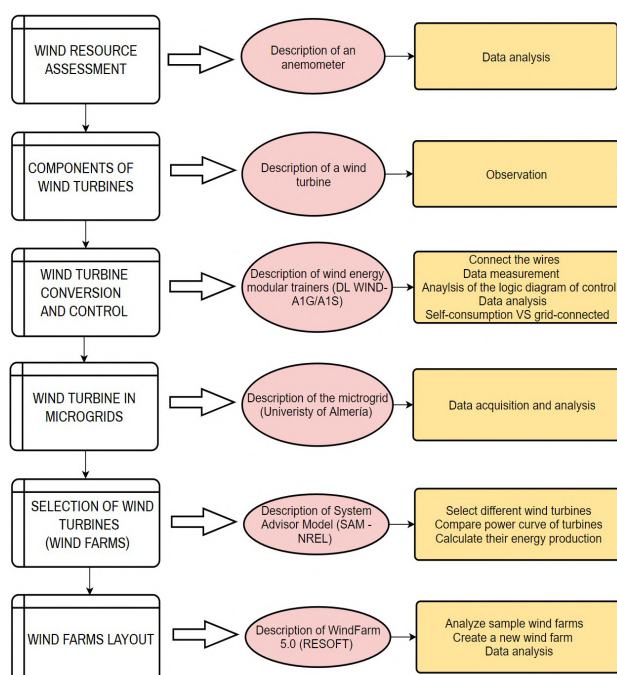 WIND RESOURCE
ASSESSMENT
Description of an
anemometer
Data analysis
COMPONENTS OF
WIND TURBINES
Description of a wind
turbine
Observation
WIND TURBINE
CONVERSION
AND CONTROL
Description of wind energy
modular trainers (DL WIND-
A1G/A1S)
Connect the wires
Data measurement
Anaylsis of the logic diagram of control
Data analysis
Self-consumption VS grid-connected
WIND TURBINE IN
MICROGRIDS
Description of the microgrid
(Univeristy of Almería)
Data acquisition and analysis
SELECTION OF WIND
TURBINES
(WIND FARMS)
Description of System
Advisor Model (SAM -
NREL)
Select different wind turbines
Compare power curve of turbines
Calculate their energy production
WIND FARMS LAYOUT
Description of WindFarm
5.0 (RESOFT)
Analyze sample wind farms
Create a new wind farm
Data analysis